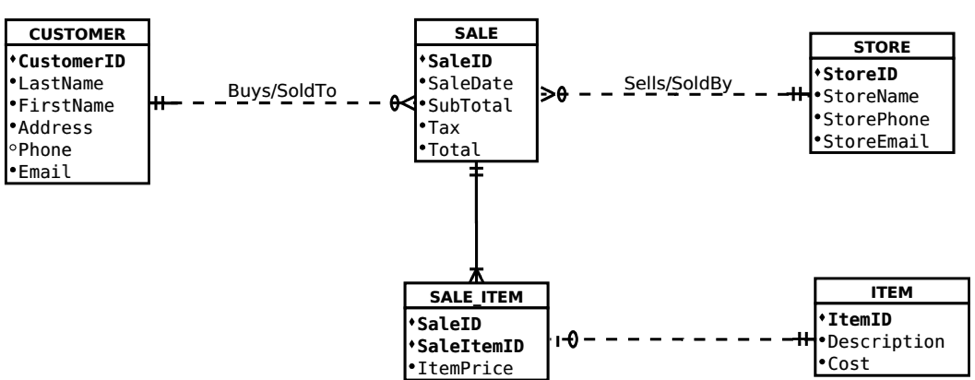 CUSTOMER
CustomerID
LastName
FirstName
Address
Phone
Email
Buys/SoldTo
SALE
SaleID
SaleDate
SubTotal
Tax
Total
Sells/SoldBy
STORE
StoreID
StoreName
StorePhone
StoreEmail
SALE_ITEM
SaleID
SaleItemID
ItemPrice
ITEM
ItemID
Description
Cost